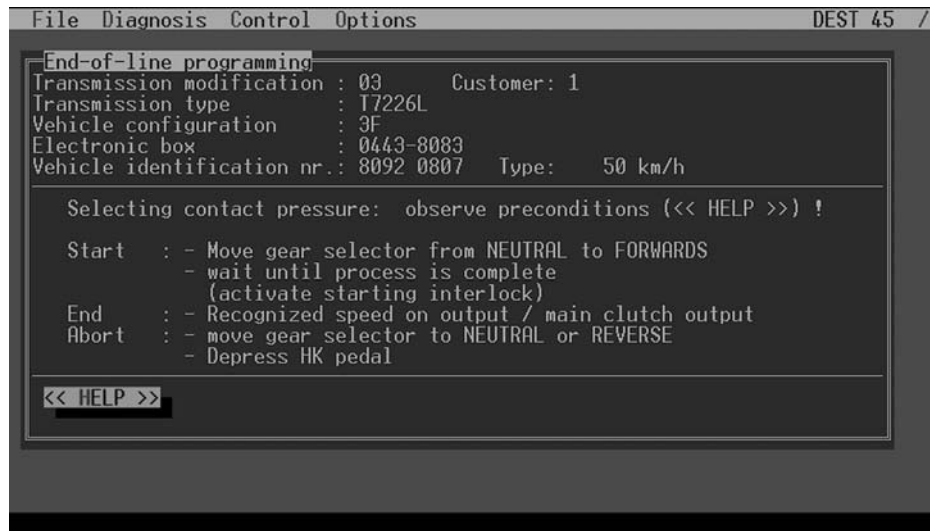 File Diagnosis Control Options DEST 45 /
End-of-line programming
Transmission modification : 03 Customer: 1
Transmission type : T7226L
Vehicle configuration : 3F
Electronic box : 0443-8083
Vehicle identification nr.: 8092 0807 Type: 50 km/h
Selecting contact pressure: observe preconditions (<< HELP >>) !
Start : - Move gear selector from NEUTRAL to FORWARDS
- wait until process is complete
(activate starting interlock)
End : - Recognized speed on output / main clutch output
Abort : - move gear selector to NEUTRAL or REVERSE
- Depress HK pedal
<< HELP >>